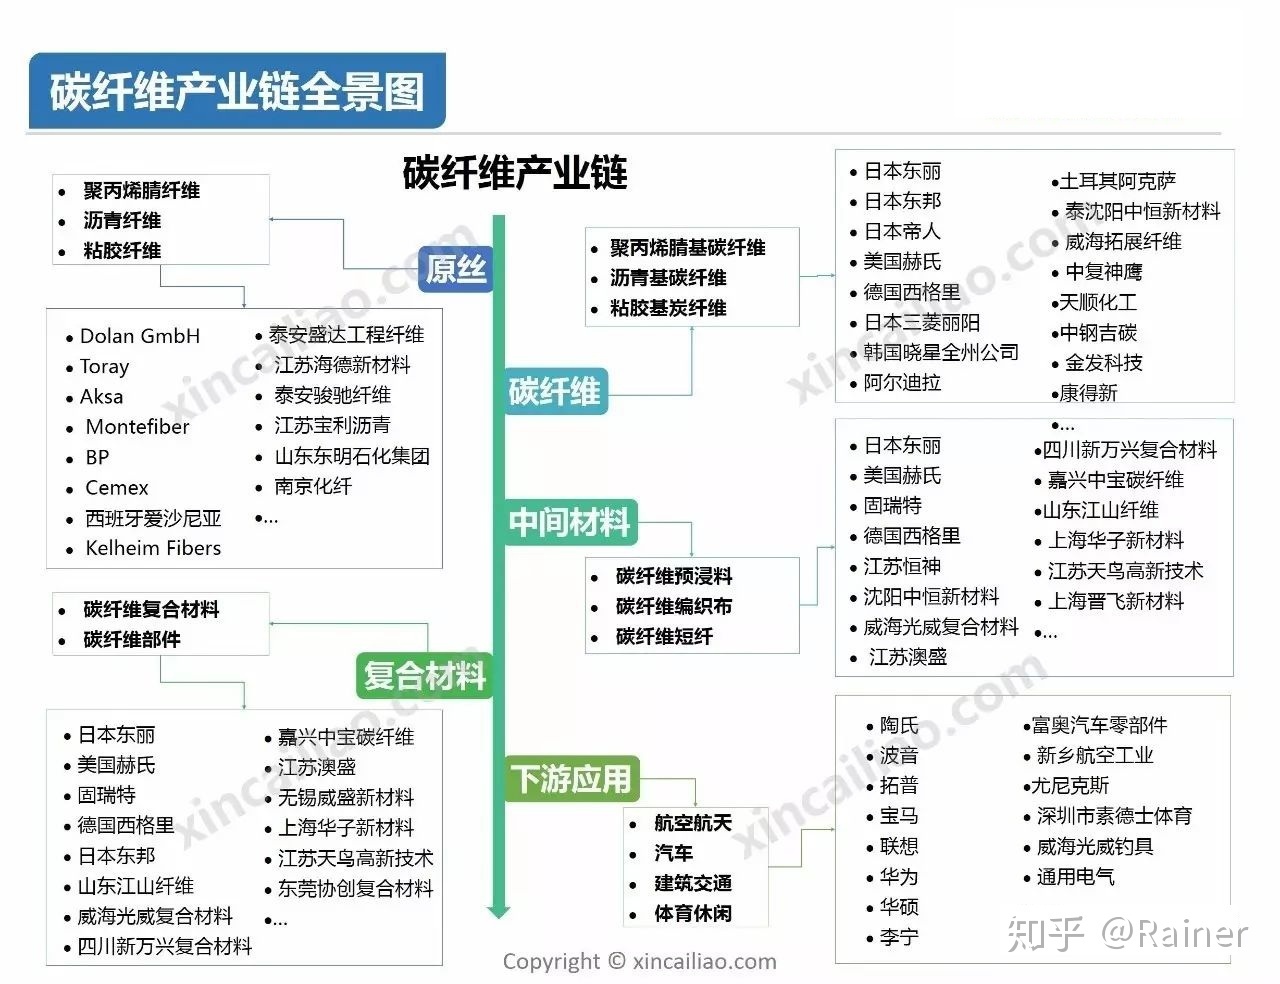 碳纤维产业链全景图
碳纤维产业链
原丝
• 聚丙烯腈纤维
• 沥青纤维
• 粘胶纤维
• Dolan GmbH
• Toray
• Aksa
• Montefiber
• BP
• Cemex
• 西班牙爱沙尼亚
• Kelheim Fibers
• 泰安盛达工程纤维
• 江苏海德新材料
• 泰安骏驰纤维
• 江苏宝利沥青
• 山东东明石化集团
• 南京化纤
•...
碳纤维
• 聚丙烯腈基碳纤维
• 沥青基碳纤维
• 粘胶基炭纤维
• 日本东丽
• 日本东邦
• 日本帝人
• 美国赫氏
• 德国西格里
• 日本三菱丽阳
• 韩国晓星全州公司
• 阿尔迪拉
•土耳其阿克萨
• 泰沈阳中恒新材料
• 威海拓展纤维
• 中复神鹰
•天顺化工
•中钢吉碳
• 金发科技
•康得新
•...
中间材料
• 碳纤维预浸料
• 碳纤维编织布
• 碳纤维短纤
• 日本东丽
• 美国赫氏
• 固瑞特
• 德国西格里
• 江苏恒神
• 沈阳中恒新材料
• 威海光威复合材料
• 江苏澳盛
•四川新万兴复合材料
• 嘉兴中宝碳纤维
•山东江山纤维
• 上海华子新材料
• 江苏天鸟高新技术
• 上海晋飞新材料
•...
复合材料
• 碳纤维复合材料
• 碳纤维部件
• 日本东丽
• 美国赫氏
• 固瑞特
• 德国西格里
• 日本东邦
• 山东江山纤维
• 威海光威复合材料
• 四川新万兴复合材料
• 嘉兴中宝碳纤维
• 江苏澳盛
• 无锡威盛新材料
• 上海华子新材料
• 江苏天鸟高新技术
• 东莞协创复合材料
•...
下游应用
• 航空航天
• 汽车
• 建筑交通
• 体育休闲
• 陶氏
• 波音
• 拓普
• 宝马
• 联想
• 华为
• 华硕
• 李宁
•富奥汽车零部件
• 新乡航空工业
•尤尼克斯
• 深圳市素德士体育
• 威海光威钓具
• 通用电气
xincailiao.com
xincailiao.com
xincailiao.com
xincailiao.com
知乎 @Rainer
Copyright © xincailiao.com